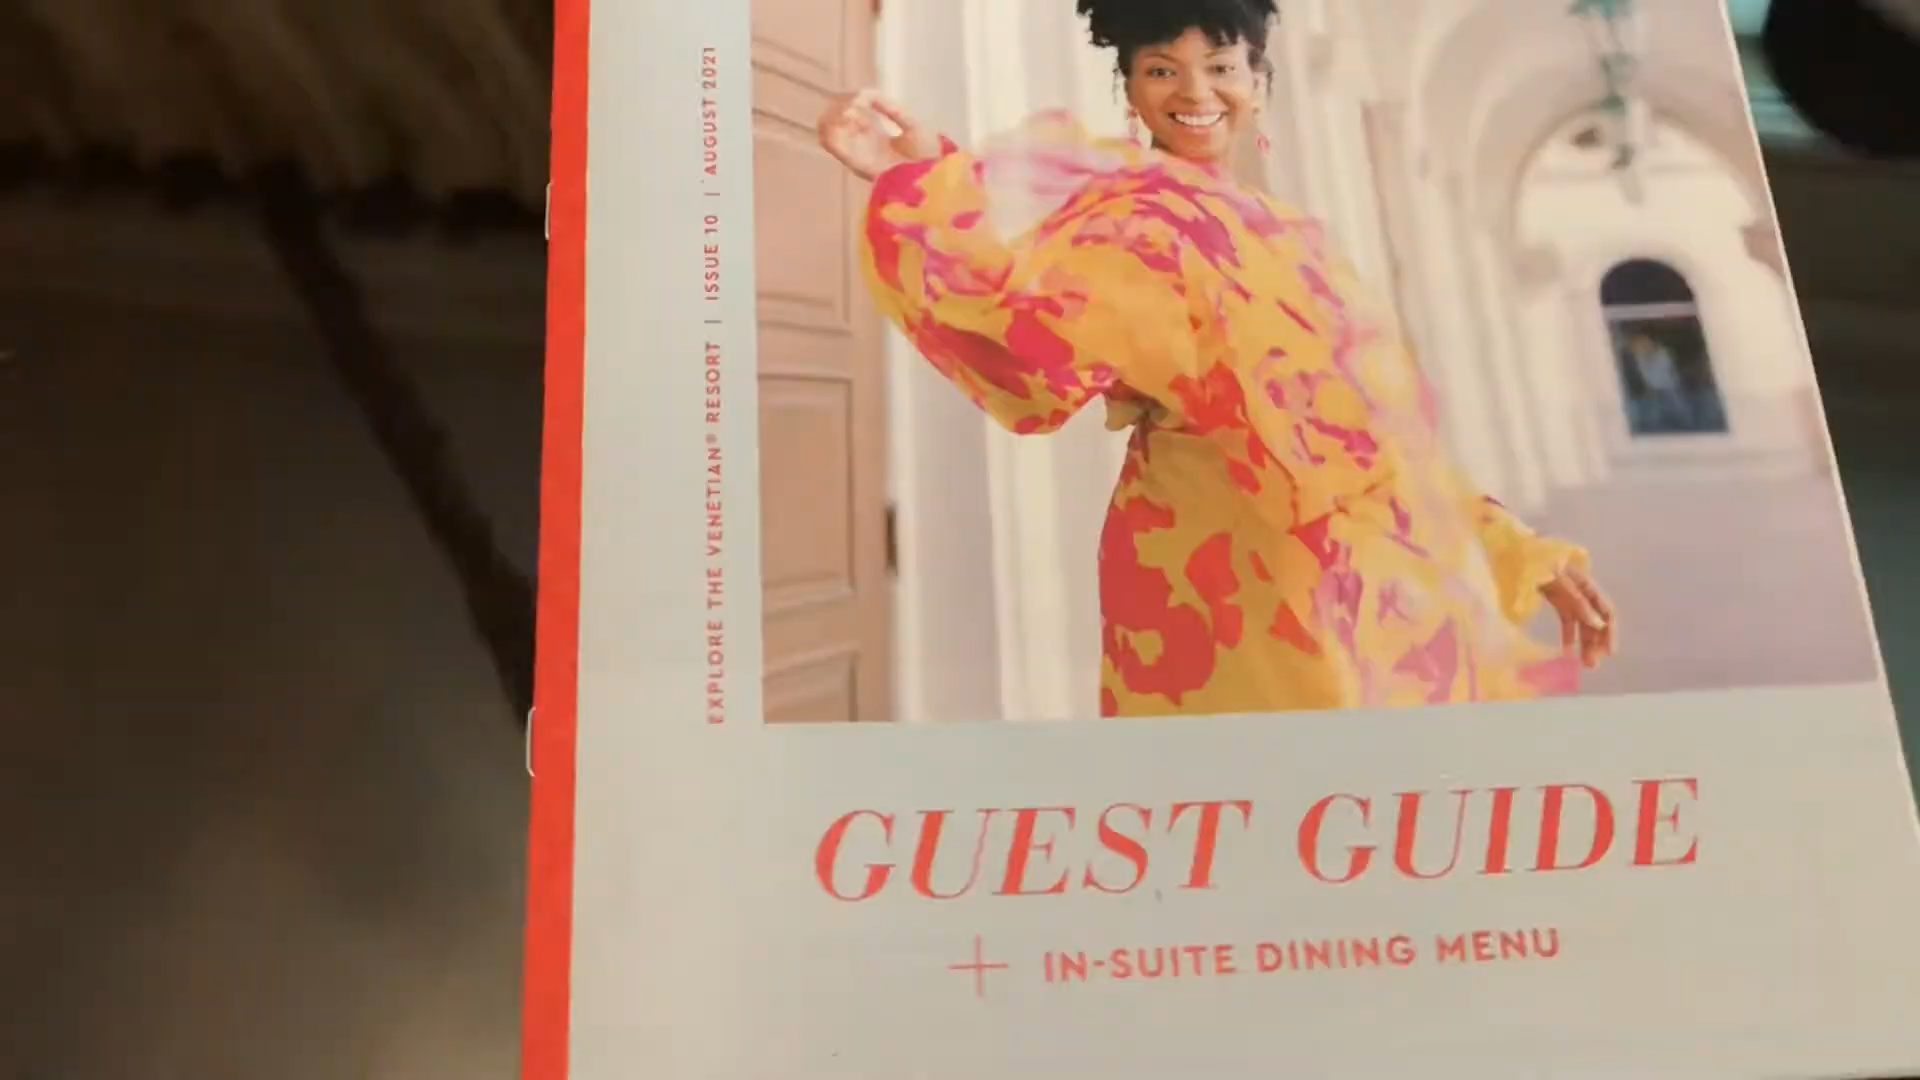 EXPLORE THE VENETIAN® RESORT | ISSUE 10 | AUGUST 2021
GUEST GUIDE
+ IN-SUITE DINING MENU